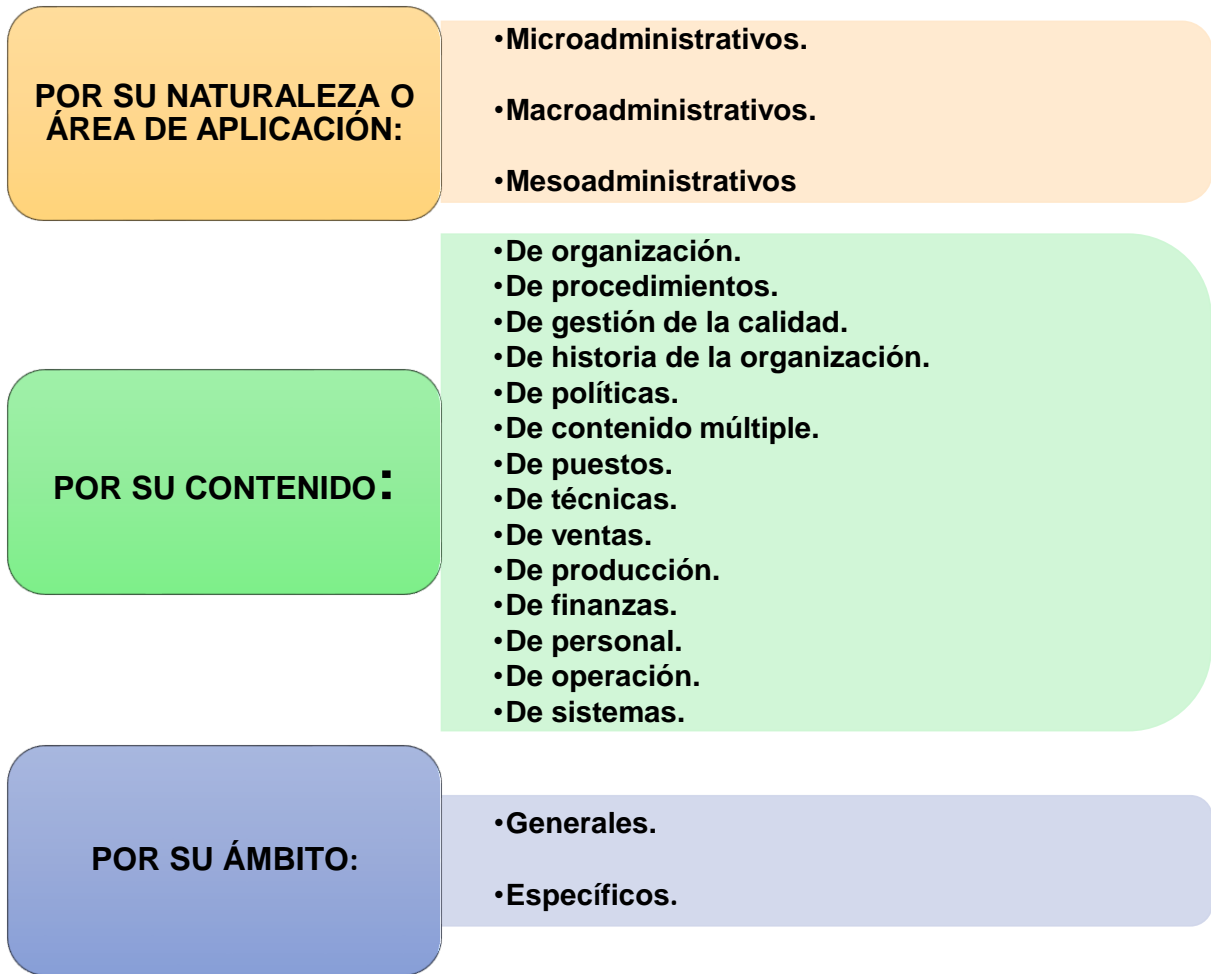 POR SU NATURALEZA O
ÁREA DE APLICACIÓN:
•Microadministrativos.
•Macroadministrativos.
•Mesoadministrativos
POR SU CONTENIDO:
•De organización.
•De procedimientos.
•De gestión de la calidad.
•De historia de la organización.
•De políticas.
•De contenido múltiple.
•De puestos.
•De técnicas.
•De ventas.
•De producción.
•De finanzas.
•De personal.
•De operación.
•De sistemas.
POR SU ÁMBITO:
•Generales.
•Específicos.